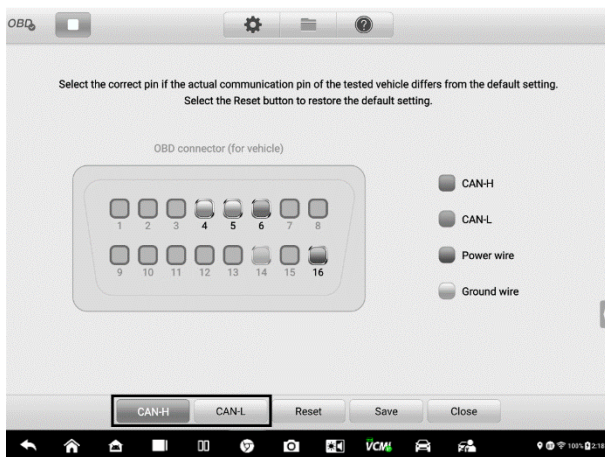 OBD
Select the correct pin if the actual communication pin of the tested vehicle differs from the default setting.
Select the Reset button to restore the default setting.
OBD connector (for vehicle)
1 2 3 4 5 6 7 8
9 10 11 12 13 14 15 16
CAN-H
CAN-L
Power wire
Ground wire
CAN-H CAN-L Reset Save Close
VCMI 100% 2:18